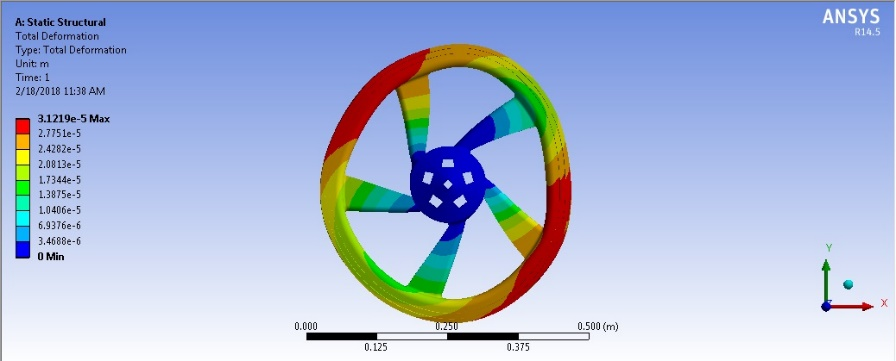 A: Static Structural
Total Deformation
Type: Total Deformation
Unit: m
Time: 1
2/18/2018 11:38 AM
3.1219e-5 Max
2.7751e-5
2.4282e-5
2.0813e-5
1.7344e-5
1.3875e-5
1.0406e-5
6.9376e-6
3.4688e-6
0 Min
ANSYS
R14.5
0.000
0.250
0.500 (m)
0.125
0.375
Y
X